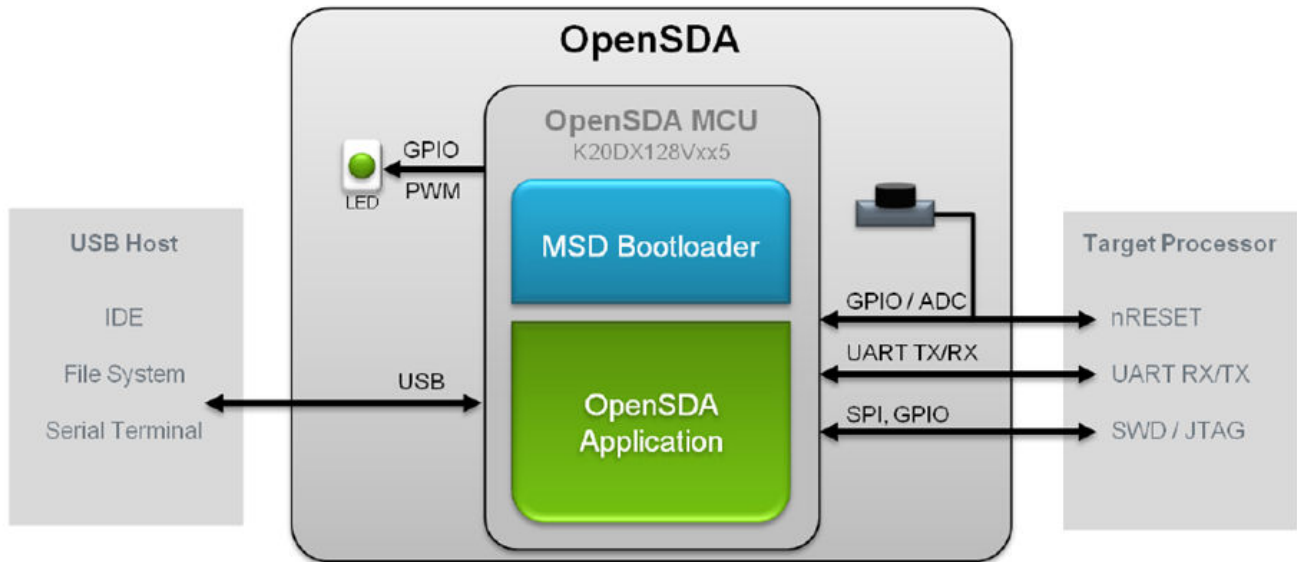 OpenSDA
OpenSDA MCU
K20DX128Vxx5
GPIO
PWM
LED
MSD Bootloader
USB Host
IDE
File System
Serial Terminal
USB
OpenSDA
Application
GPIO / ADC
UART TX/RX
SPI, GPIO
Target Processor
nRESET
UART RX/TX
SWD / JTAG